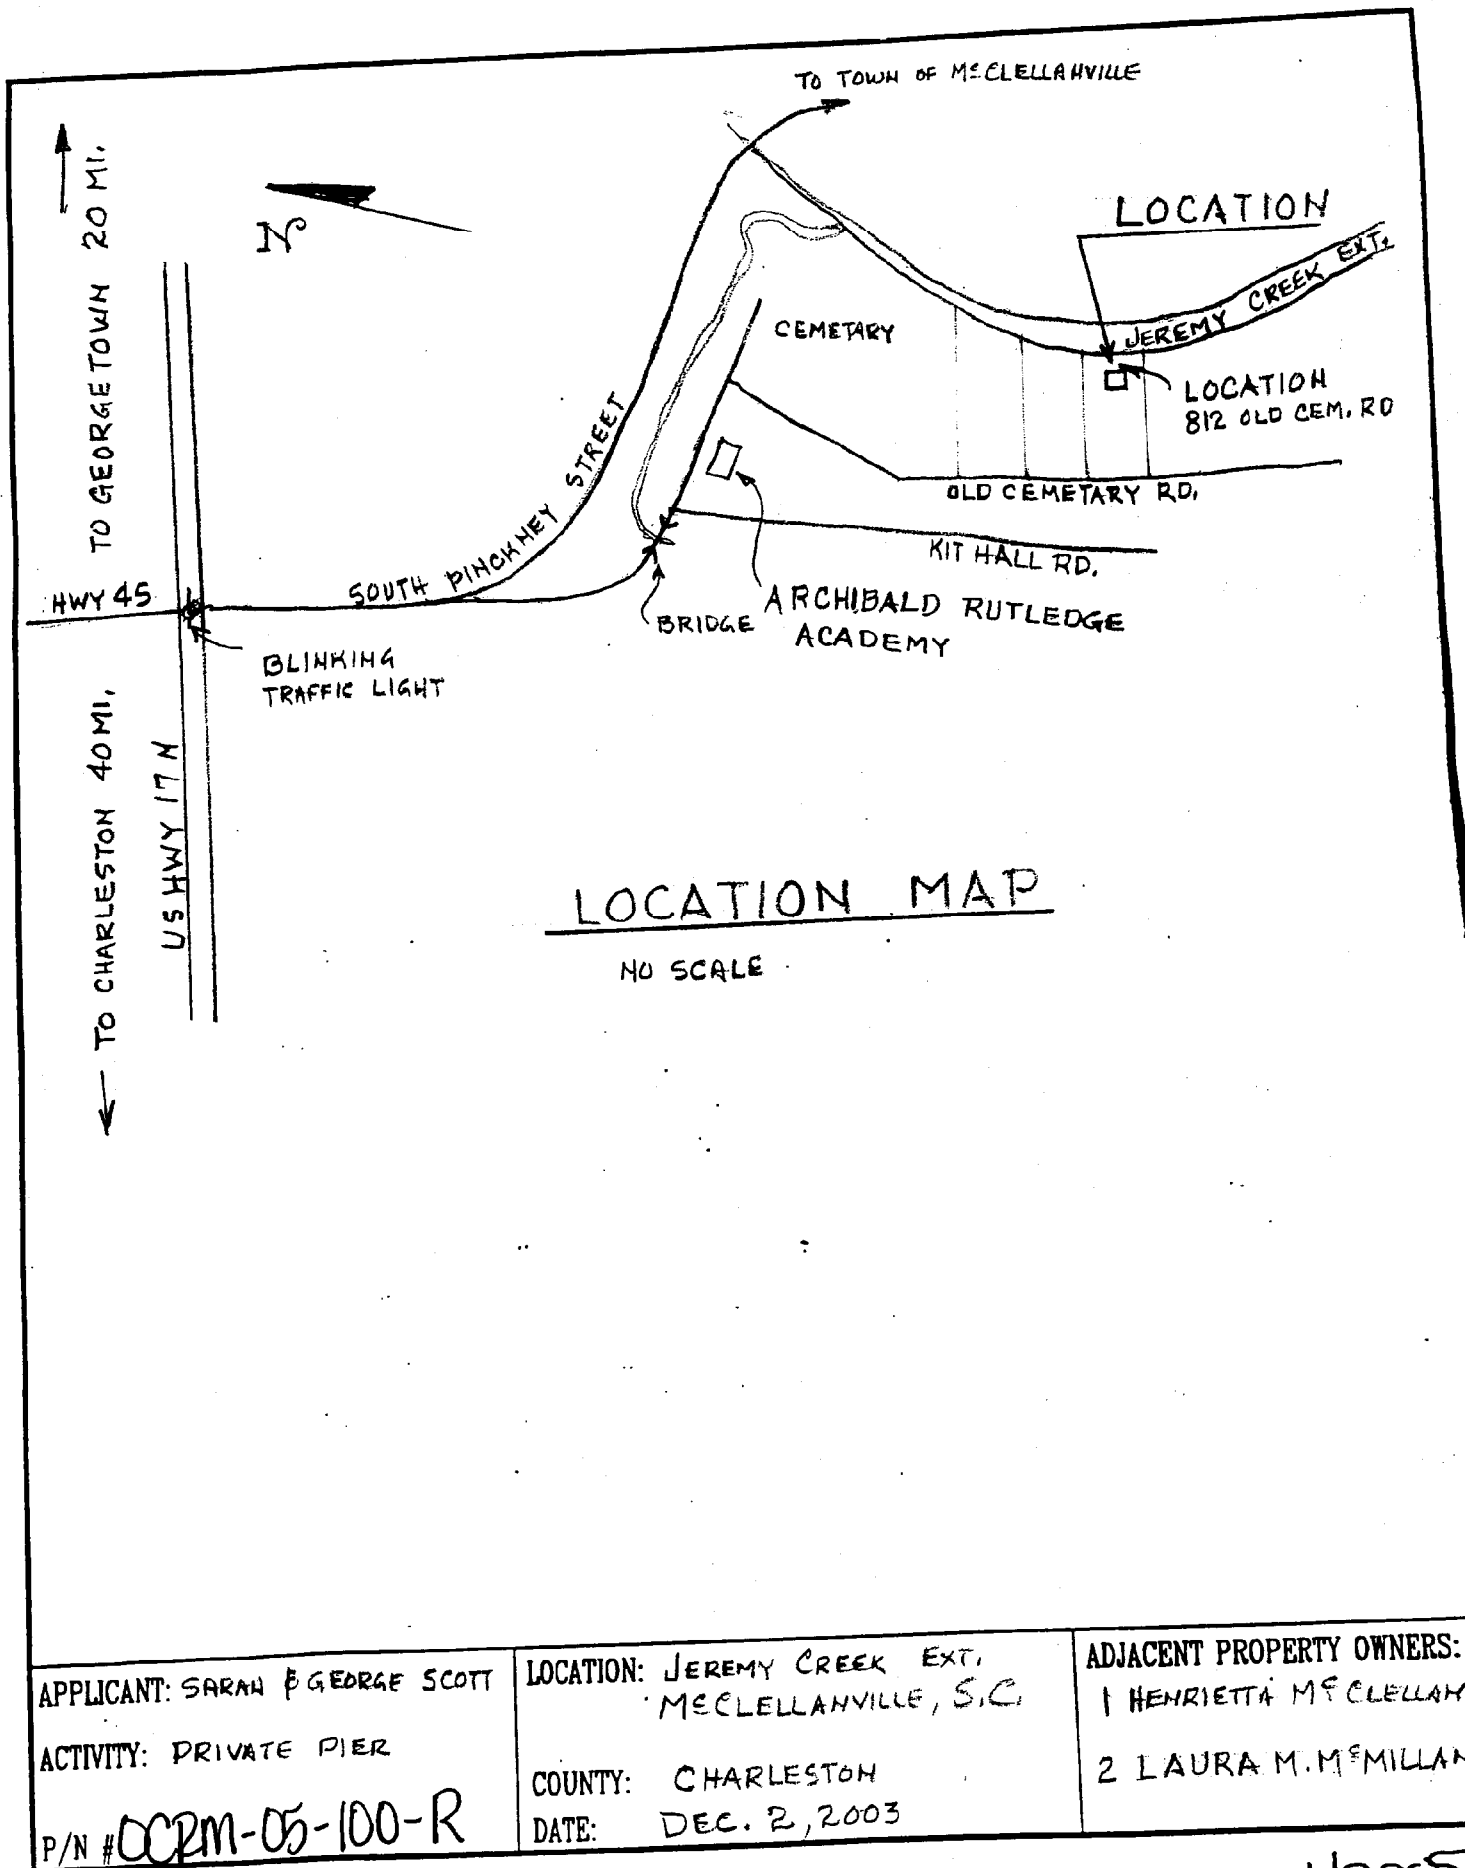 TO TOWN OF McCLELLANVILLE
TO GEORGETOWN 20 MI.
N
LOCATION
JEREMY CREEK EXT.
CEMETARY
LOCATION
812 OLD CEM. RD
SOUTH PINCKNEY STREET
OLD CEMETARY RD.
KIT HALL RD.
HWY 45
BRIDGE
ARCHIBALD RUTLEDGE
ACADEMY
BLINKING
TRAFFIC LIGHT
TO CHARLESTON 40 MI.
US HWY 17 N
LOCATION MAP
NO SCALE
APPLICANT: SARAH & GEORGE SCOTT
ACTIVITY: PRIVATE PIER
P/N # OCRM-05-100-R
LOCATION: JEREMY CREEK EXT.
McCLELLANVILLE, S.C.
COUNTY: CHARLESTON
DATE: DEC. 2, 2003
ADJACENT PROPERTY OWNERS:
1 HENRIETTA McCLELLAN
2 LAURA M. McMILLAN